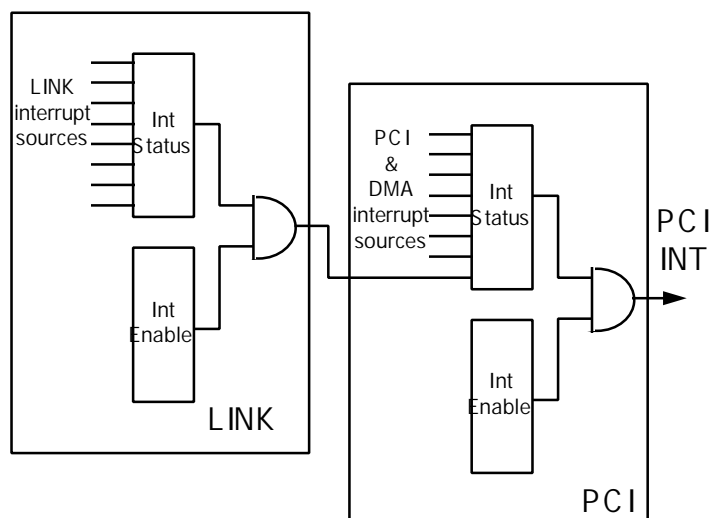 LINK
interrupt
sources
Int
Status
Int
Enable
LINK
PCI
&
DMA
interrupt
sources
Int
Status
Int
Enable
PCI
PCI
INT